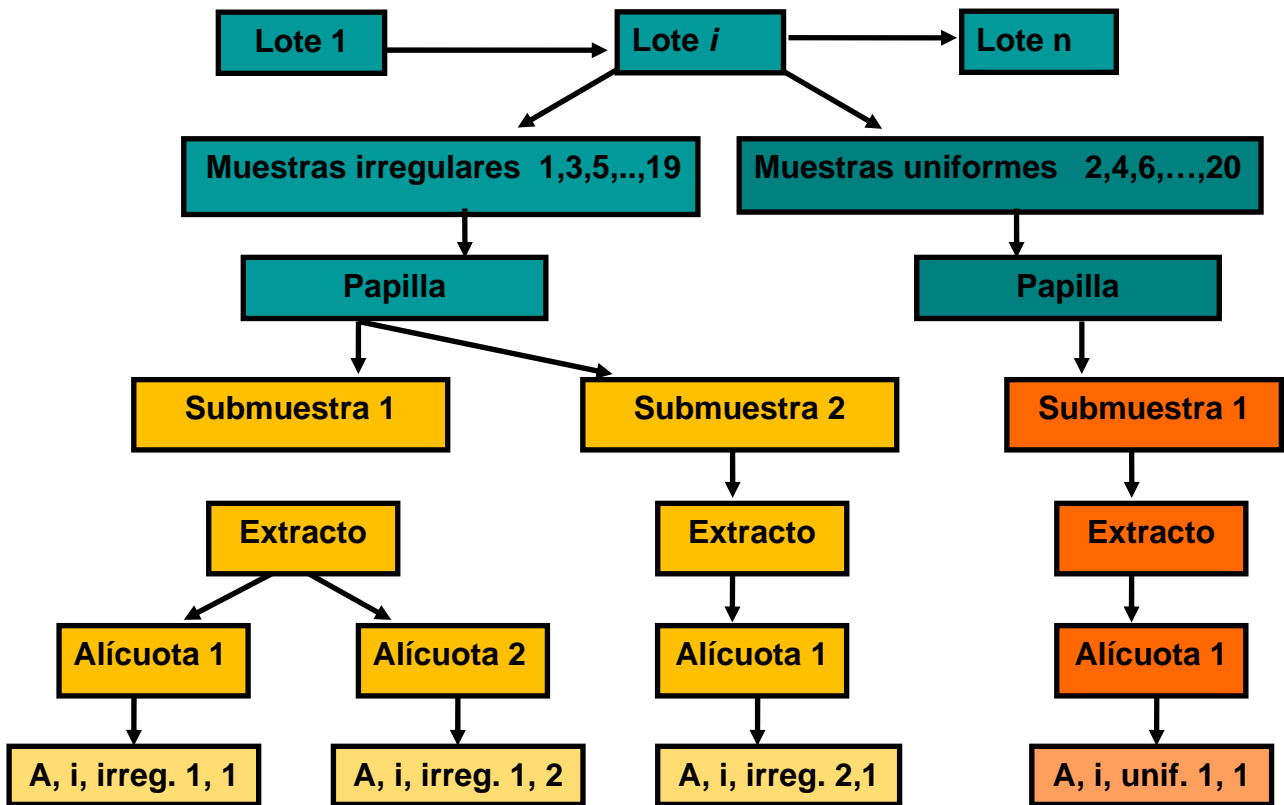 Lote 1
Lote i
Lote n
Muestras irregulares 1,3,5,..,19
Muestras uniformes 2,4,6,…,20
Papilla
Papilla
Submuestra 1
Submuestra 2
Submuestra 1
Extracto
Extracto
Extracto
Alícuota 1
Alícuota 2
Alícuota 1
Alícuota 1
A, i, irreg. 1, 1
A, i, irreg. 1, 2
A, i, irreg. 2,1
A, i, unif. 1, 1